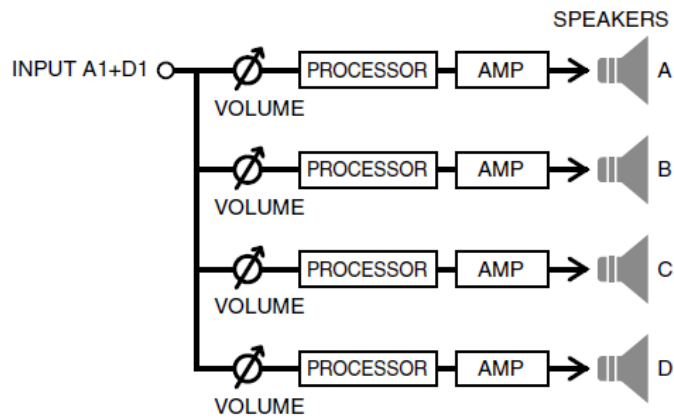 SPEAKERS
INPUT A1+D1
PROCESSOR
AMP
A
VOLUME
PROCESSOR
AMP
B
VOLUME
PROCESSOR
AMP
C
VOLUME
PROCESSOR
AMP
D
VOLUME